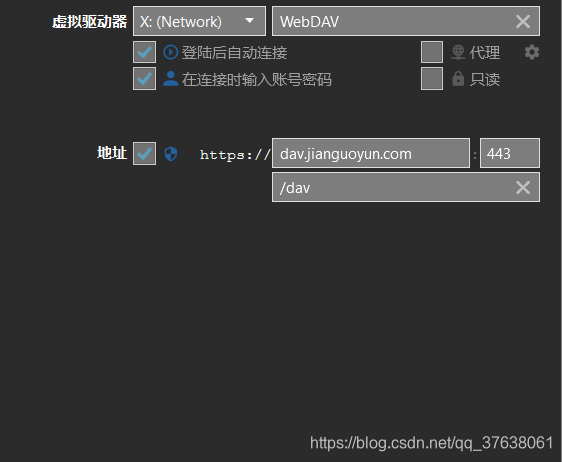 虚拟驱动器 X: (Network) WebDAV
登陆后自动连接 代理
在连接时输入账号密码 只读
地址 https:// dav.jianguoyun.com : 443
/dav
https://blog.csdn.net/qq_37638061